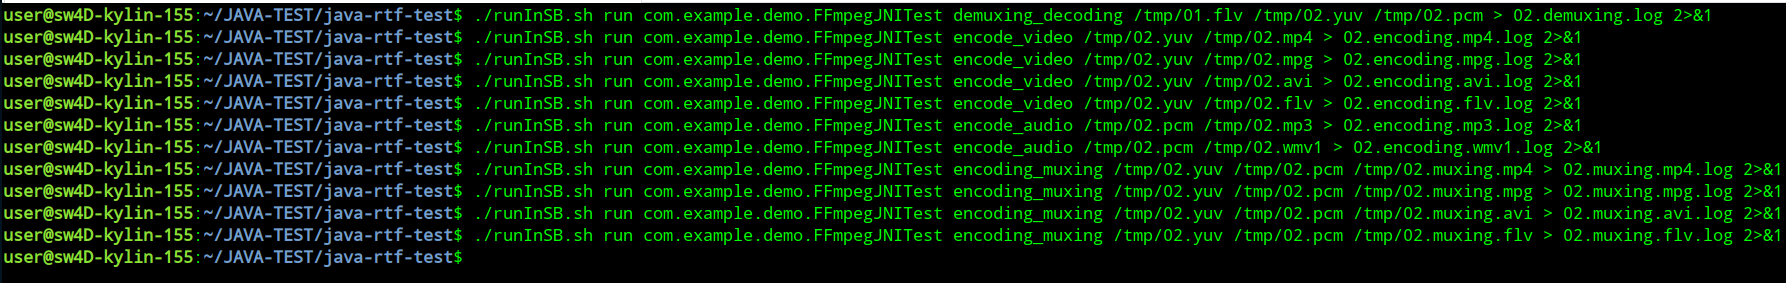 user@sw4D-kylin-155:~/JAVA-TEST/java-rtf-test$ ./runInSB.sh run com.example.demo.FFmpegJNITest demuxing_decoding /tmp/01.flv /tmp/02.yuv /tmp/02.pcm > 02.demuxing.log 2>&1
user@sw4D-kylin-155:~/JAVA-TEST/java-rtf-test$ ./runInSB.sh run com.example.demo.FFmpegJNITest encode_video /tmp/02.yuv /tmp/02.mp4 > 02.encoding.mp4.log 2>&1
user@sw4D-kylin-155:~/JAVA-TEST/java-rtf-test$ ./runInSB.sh run com.example.demo.FFmpegJNITest encode_video /tmp/02.yuv /tmp/02.mpg > 02.encoding.mpg.log 2>&1
user@sw4D-kylin-155:~/JAVA-TEST/java-rtf-test$ ./runInSB.sh run com.example.demo.FFmpegJNITest encode_video /tmp/02.yuv /tmp/02.avi > 02.encoding.avi.log 2>&1
user@sw4D-kylin-155:~/JAVA-TEST/java-rtf-test$ ./runInSB.sh run com.example.demo.FFmpegJNITest encode_video /tmp/02.yuv /tmp/02.flv > 02.encoding.flv.log 2>&1
user@sw4D-kylin-155:~/JAVA-TEST/java-rtf-test$ ./runInSB.sh run com.example.demo.FFmpegJNITest encode_audio /tmp/02.pcm /tmp/02.mp3 > 02.encoding.mp3.log 2>&1
user@sw4D-kylin-155:~/JAVA-TEST/java-rtf-test$ ./runInSB.sh run com.example.demo.FFmpegJNITest encode_audio /tmp/02.pcm /tmp/02.wmv1 > 02.encoding.wmv1.log 2>&1
user@sw4D-kylin-155:~/JAVA-TEST/java-rtf-test$ ./runInSB.sh run com.example.demo.FFmpegJNITest encoding_muxing /tmp/02.yuv /tmp/02.pcm /tmp/02.muxing.mp4 > 02.muxing.mp4.log 2>&1
user@sw4D-kylin-155:~/JAVA-TEST/java-rtf-test$ ./runInSB.sh run com.example.demo.FFmpegJNITest encoding_muxing /tmp/02.yuv /tmp/02.pcm /tmp/02.muxing.mpg > 02.muxing.mpg.log 2>&1
user@sw4D-kylin-155:~/JAVA-TEST/java-rtf-test$ ./runInSB.sh run com.example.demo.FFmpegJNITest encoding_muxing /tmp/02.yuv /tmp/02.pcm /tmp/02.muxing.avi > 02.muxing.avi.log 2>&1
user@sw4D-kylin-155:~/JAVA-TEST/java-rtf-test$ ./runInSB.sh run com.example.demo.FFmpegJNITest encoding_muxing /tmp/02.yuv /tmp/02.pcm /tmp/02.muxing.flv > 02.muxing.flv.log 2>&1
user@sw4D-kylin-155:~/JAVA-TEST/java-rtf-test$